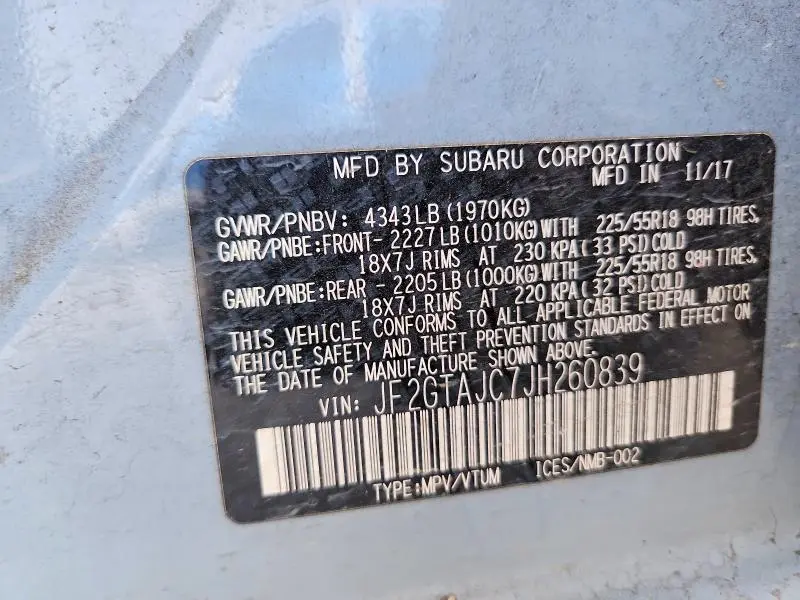 MFD BY SUBARU CORPORATION
MFD IN 11/17
GVWR/PNBV: 4343LB (1970KG)
GAWR/PNBE:FRONT- 2227LB (1010KG) WITH 225/55R18 98H TIRES,
18X7J RIMS AT 230 KPA (33 PSI) COLD
GAWR/PNBE:REAR - 2205LB (1000KG) WITH 225/55R18 98H TIRES,
18X7J RIMS AT 220 KPA (32 PSI) COLD
THIS VEHICLE CONFORMS TO ALL APPLICABLE FEDERAL MOTOR
VEHICLE SAFETY AND THEFT PREVENTION STANDARDS IN EFFECT ON
THE DATE OF MANUFACTURE SHOWN ABOVE.
VIN: JF2GTAJC7JH260839
TYPE:MPV/VTUM ICES/NMB-002